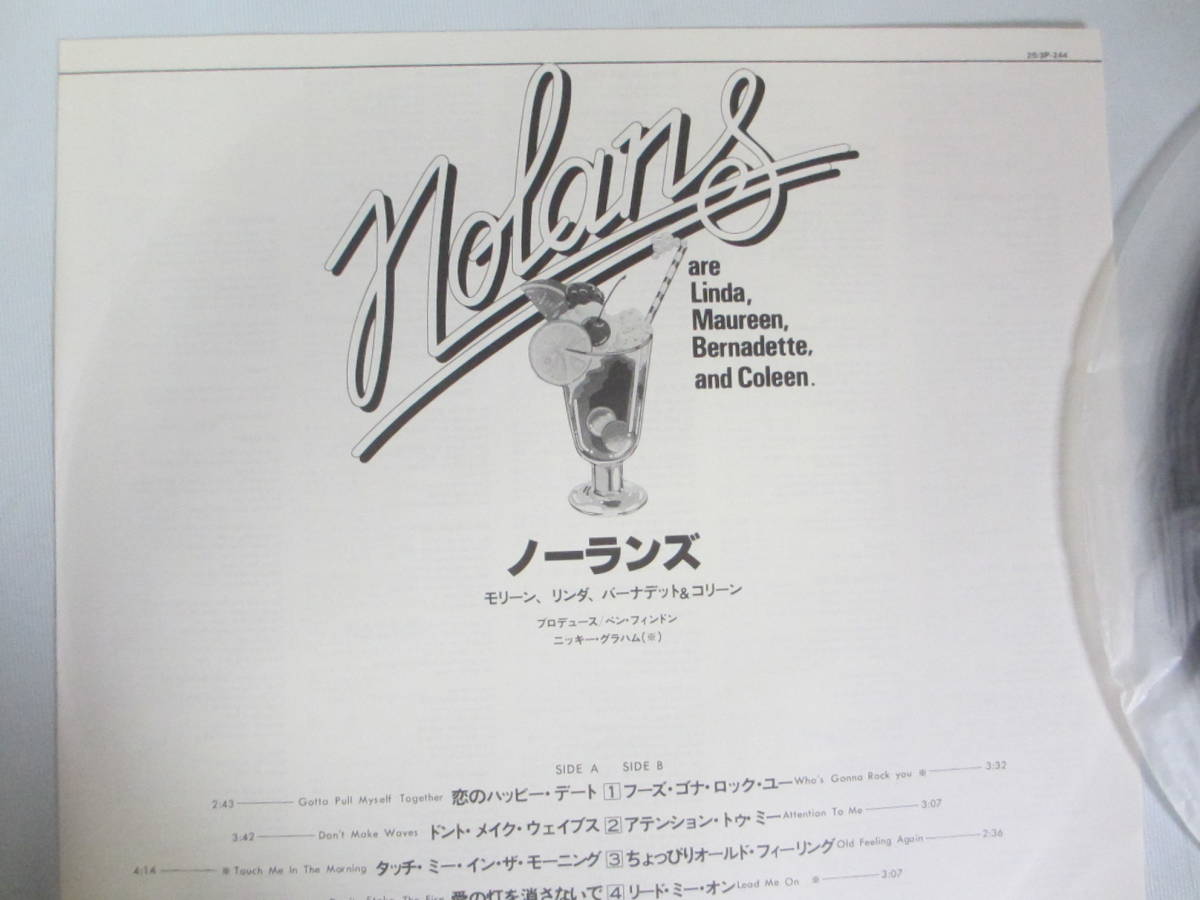 25·3P-244
Nolans
are
Linda,
Maureen,
Bernadette,
and Coleen.
ノーランズ
モリーン、リンダ、バーナデット&コリーン
プロデュース/ベン・フィンドン
ニッキー・グラハム(※)
SIDE A SIDE B
2:43 Gotta Pull Myself Together 恋のハッピー・デート 1 フーズ・ゴナ・ロック・ユー Who's Gonna Rock you ※ 3:32
3:42 Don't Make Waves ドント・メイク・ウェイブス 2 アテンション・トゥ・ミー Attention To Me 3:07
4:14 ※ Touch Me In The Morning タッチ・ミー・イン・ザ・モーニング 3 ちょっぴりオールド・フィーリング Old Feeling Again 2:36
The Fire 愛の灯を消さないで 4 リード・ミー・オン Lead Me On ※ 3:07